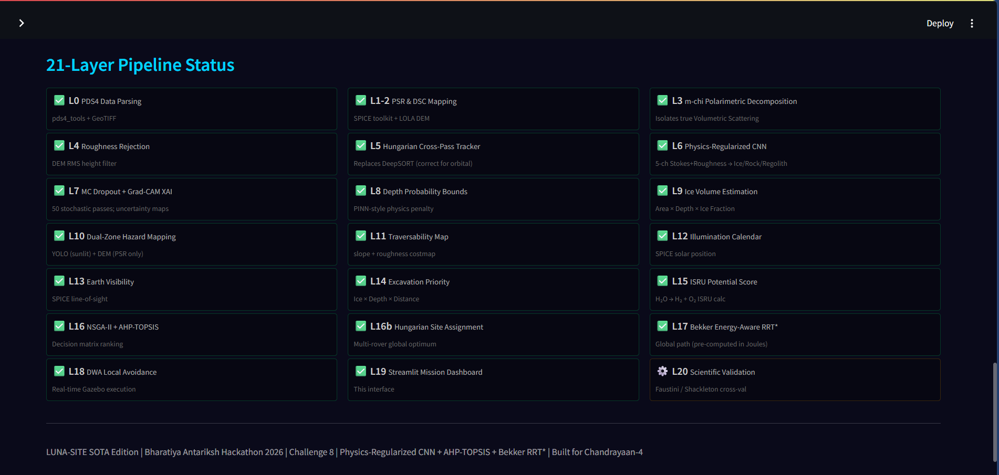 Deploy
21-Layer Pipeline Status
L0 PDS4 Data Parsing
pds4_tools + GeoTIFF
L1-2 PSR & DSC Mapping
SPICE toolkit + LOLA DEM
L3 m-chi Polarimetric Decomposition
Isolates true Volumetric Scattering
L4 Roughness Rejection
DEM RMS height filter
L5 Hungarian Cross-Pass Tracker
Replaces DeepSORT (correct for orbital)
L6 Physics-Regularized CNN
5-ch Stokes+Roughness → Ice/Rock/Regolith
L7 MC Dropout + Grad-CAM XAI
50 stochastic passes; uncertainty maps
L8 Depth Probability Bounds
PINN-style physics penalty
L9 Ice Volume Estimation
Area × Depth × Ice Fraction
L10 Dual-Zone Hazard Mapping
YOLO (sunlit) + DEM (PSR only)
L11 Traversability Map
slope + roughness costmap
L12 Illumination Calendar
SPICE solar position
L13 Earth Visibility
SPICE line-of-sight
L14 Excavation Priority
Ice × Depth × Distance
L15 ISRU Potential Score
H₂O → H₂ + O₂ ISRU calc
L16 NSGA-II + AHP-TOPSIS
Decision matrix ranking
L16b Hungarian Site Assignment
Multi-rover global optimum
L17 Bekker Energy-Aware RRT*
Global path (pre-computed in Joules)
L18 DWA Local Avoidance
Real-time Gazebo execution
L19 Streamlit Mission Dashboard
This interface
L20 Scientific Validation
Faustini / Shackleton cross-val
LUNA-SITE SOTA Edition | Bharatiya Antariksh Hackathon 2026 | Challenge 8 | Physics-Regularized CNN + AHP-TOPSIS + Bekker RRT* | Built for Chandrayaan-4